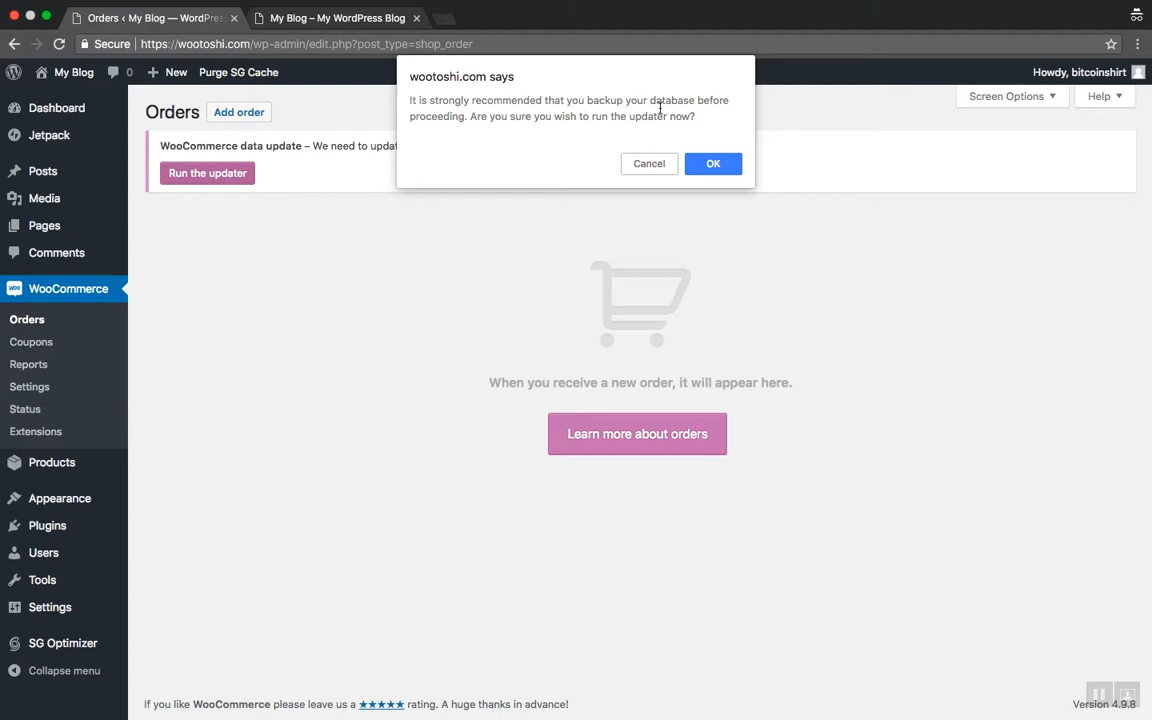 Orders ‹ My Blog — WordPres
My Blog – My WordPress Blog
Secure
https://wootoshi.com/wp-admin/edit.php?post_type=shop_order
My Blog
0
New
Purge SG Cache
Howdy, bitcoinshirt
wootoshi.com says
It is strongly recommended that you backup your database before
proceeding. Are you sure you wish to run the updater now?
Cancel
OK
Screen Options
Help
Orders
Add order
WooCommerce data update – We need to updat
Run the updater
Dashboard
Jetpack
Posts
Media
Pages
Comments
WooCommerce
Orders
Coupons
Reports
Settings
Status
Extensions
Products
Appearance
Plugins
Users
Tools
Settings
SG Optimizer
Collapse menu
When you receive a new order, it will appear here.
Learn more about orders
If you like WooCommerce please leave us a ★★★★★ rating. A huge thanks in advance!
Version 4.9.8